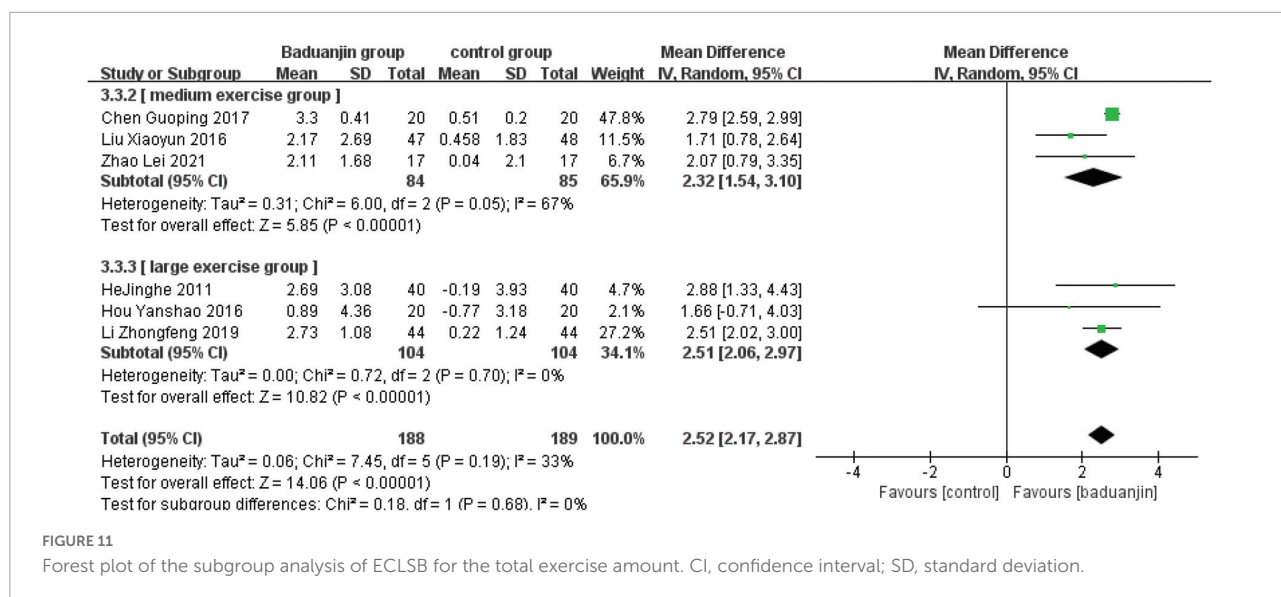 Baduanjin group control group Mean Difference Mean Difference
Study or Subgroup Mean SD Total Mean SD Total Weight IV, Random, 95% CI IV, Random, 95% CI
3.3.2 [ medium exercise group ]
Chen Guoping 2017 3.3 0.41 20 0.51 0.2 20 47.8% 2.79 [2.59, 2.99]
Liu Xiaoyun 2016 2.17 2.69 47 0.458 1.83 48 11.5% 1.71 [0.78, 2.64]
Zhao Lei 2021 2.11 1.68 17 0.04 2.1 17 6.7% 2.07 [0.79, 3.35]
Subtotal (95% CI) 84 85 65.9% 2.32 [1.54, 3.10]
Heterogeneity: Tau² = 0.31; Chi² = 6.00, df = 2 (P = 0.05); I² = 67%
Test for overall effect: Z = 5.85 (P < 0.00001)
3.3.3 [ large exercise group ]
HeJinghe 2011 2.69 3.08 40 -0.19 3.93 40 4.7% 2.88 [1.33, 4.43]
Hou Yanshao 2016 0.89 4.36 20 -0.77 3.18 20 2.1% 1.66 [-0.71, 4.03]
Li Zhongfeng 2019 2.73 1.08 44 0.22 1.24 44 27.2% 2.51 [2.02, 3.00]
Subtotal (95% CI) 104 104 34.1% 2.51 [2.06, 2.97]
Heterogeneity: Tau² = 0.00; Chi² = 0.72, df = 2 (P = 0.70); I² = 0%
Test for overall effect: Z = 10.82 (P < 0.00001)
Total (95% CI) 188 189 100.0% 2.52 [2.17, 2.87]
Heterogeneity: Tau² = 0.06; Chi² = 7.45, df = 5 (P = 0.19); I² = 33%
Test for overall effect: Z = 14.06 (P < 0.00001)
Test for subgroup differences: Chi² = 0.18, df = 1 (P = 0.68), I² = 0%
-4 -2 0 2 4
Favours [control] Favours [baduanjin]
FIGURE 11
Forest plot of the subgroup analysis of ECLSB for the total exercise amount. CI, confidence interval; SD, standard deviation.